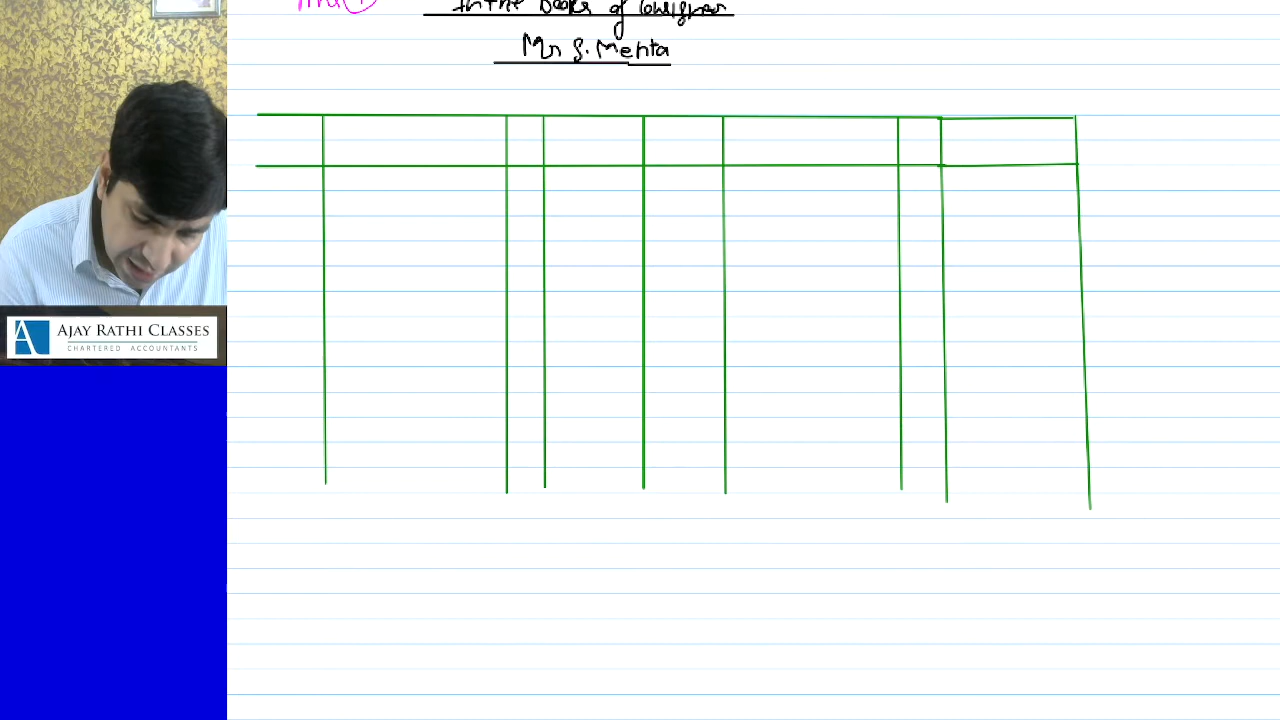 In the books of Consignor
Mr S. Mehta
AJAY RATHI CLASSES
CHARTERED ACCOUNTANTS